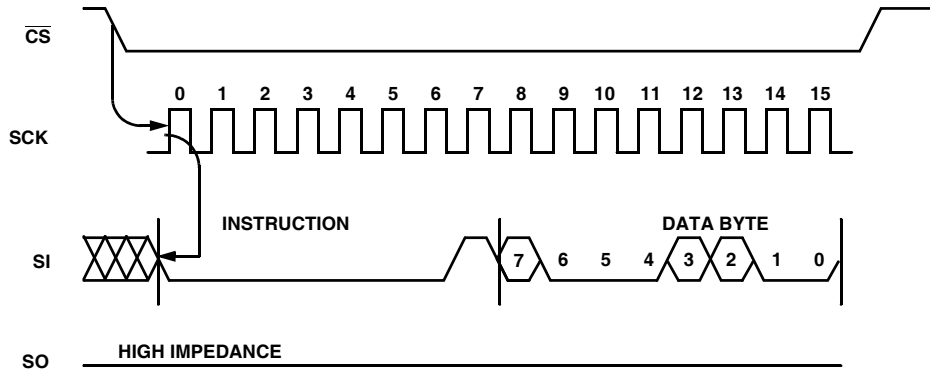 CS
0 1 2 3 4 5 6 7 8 9 10 11 12 13 14 15
SCK
INSTRUCTION DATA BYTE
SI 7 6 5 4 3 2 1 0
HIGH IMPEDANCE
SO